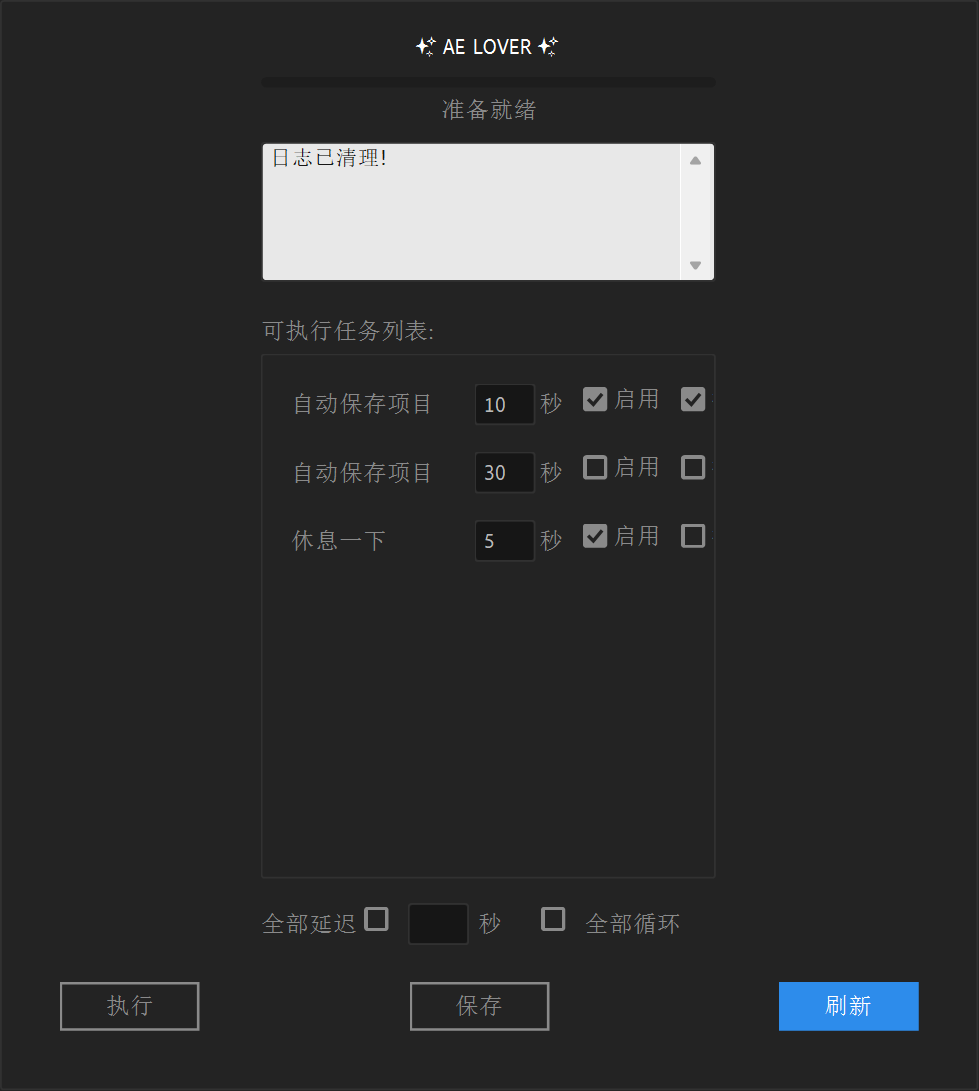 AE LOVER
准备就绪
日志已清理!
可执行任务列表:
自动保存项目 10 秒 启用
自动保存项目 30 秒 启用
休息一下 5 秒 启用
全部延迟 秒 全部循环
执行 保存 刷新